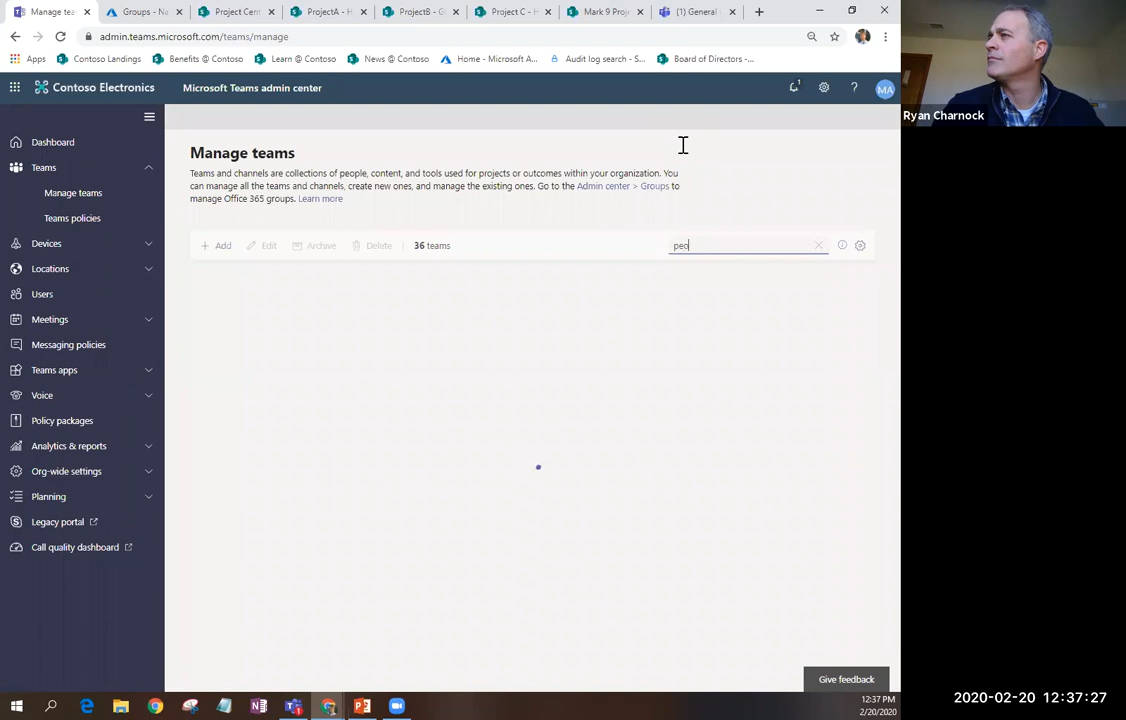 Manage tea
Groups - Na
Project Cent
ProjectA - H
ProjectB - G
Project C - H
Mark 9 Proj
(1) General
admin.teams.microsoft.com/teams/manage
Apps
Contoso Landings
Benefits @ Contoso
Learn @ Contoso
News @ Contoso
Home - Microsoft A...
Audit log search - S...
Board of Directors -...
Contoso Electronics
Microsoft Teams admin center
1
?
MA
Ryan Charnock
Dashboard
Teams
Manage teams
Teams policies
Devices
Locations
Users
Meetings
Messaging policies
Teams apps
Voice
Policy packages
Analytics & reports
Org-wide settings
Planning
Legacy portal
Call quality dashboard
Manage teams
Teams and channels are collections of people, content, and tools used for projects or outcomes within your organization. You
can manage all the teams and channels, create new ones, and manage the existing ones. Go to the Admin center > Groups to
manage Office 365 groups. Learn more
+ Add
Edit
Archive
Delete
36 teams
peo
Give feedback
12:37 PM
2/20/2020
2020-02-20 12:37:27